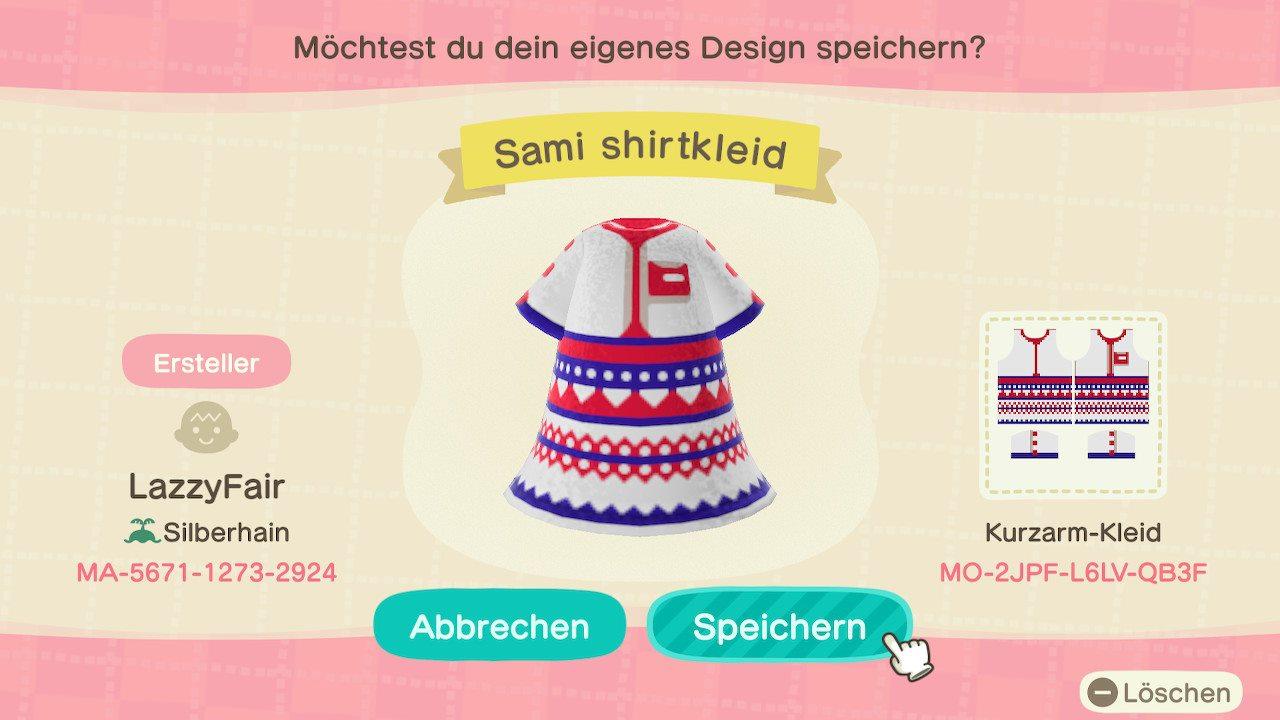 Möchtest du dein eigenes Design speichern?
Sami shirtkleid
Ersteller
LazzyFair
Silberhain
MA-5671-1273-2924
Kurzarm-Kleid
MO-2JPF-L6LV-QB3F
Abbrechen
Speichern
Löschen